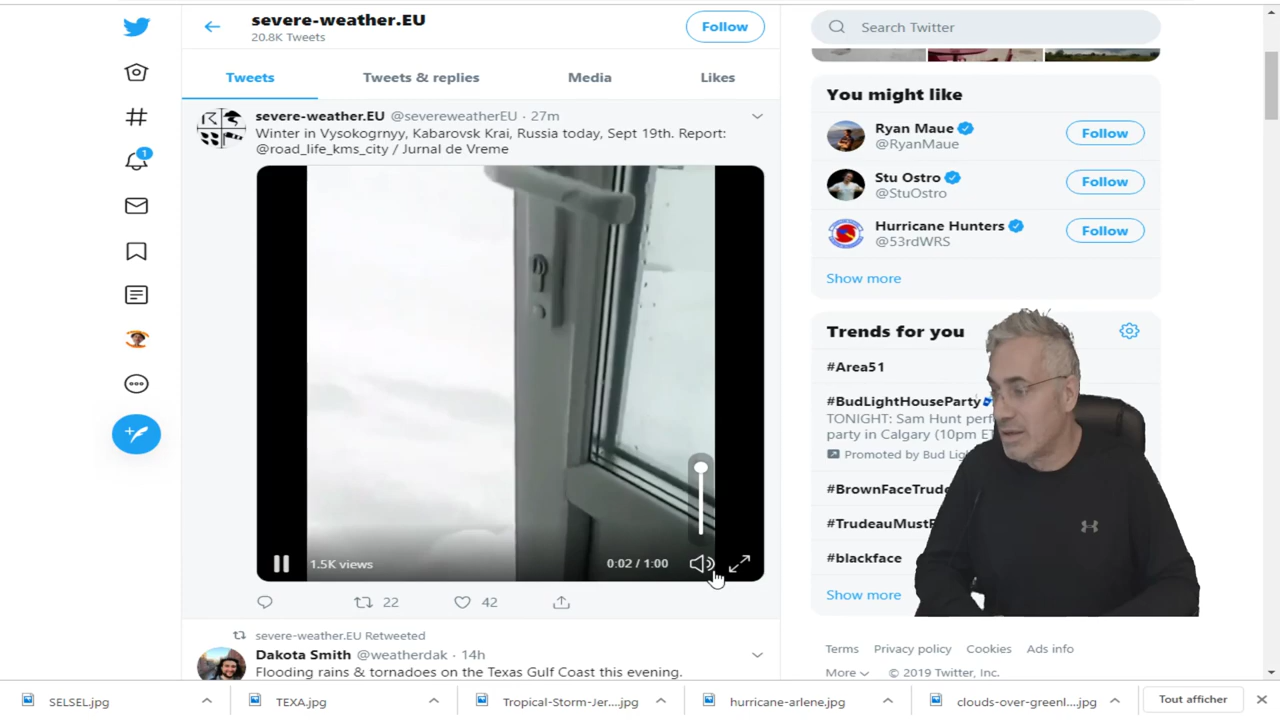 severe-weather.EU
20.8K Tweets
Follow
Tweets
Tweets & replies
Media
Likes
severe-weather.EU @severeweatherEU · 27m
Winter in Vysokogrnyy, Kabarovsk Krai, Russia today, Sept 19th. Report:
@road_life_kms_city / Jurnal de Vreme
1.5K views
0:02 / 1:00
22
42
severe-weather.EU Retweeted
Dakota Smith @weatherdak · 14h
Flooding rains & tornadoes on the Texas Gulf Coast this evening.
1
Search Twitter
You might like
Ryan Maue
@RyanMaue
Follow
Stu Ostro
@StuOstro
Follow
Hurricane Hunters
@53rdWRS
Follow
Show more
Trends for you
#Area51
#BudLightHouseParty
TONIGHT: Sam Hunt
party in Calgary (10pm
Promoted by Bud
#blackface
Show more
Terms Privacy policy Cookies Ads info
More © 2019 Twitter, Inc.
SELSEL.jpg
TEXA.jpg
Tropical-Storm-Jer....jpg
hurricane-arlene.jpg
clouds-over-greenl....jpg
Tout afficher